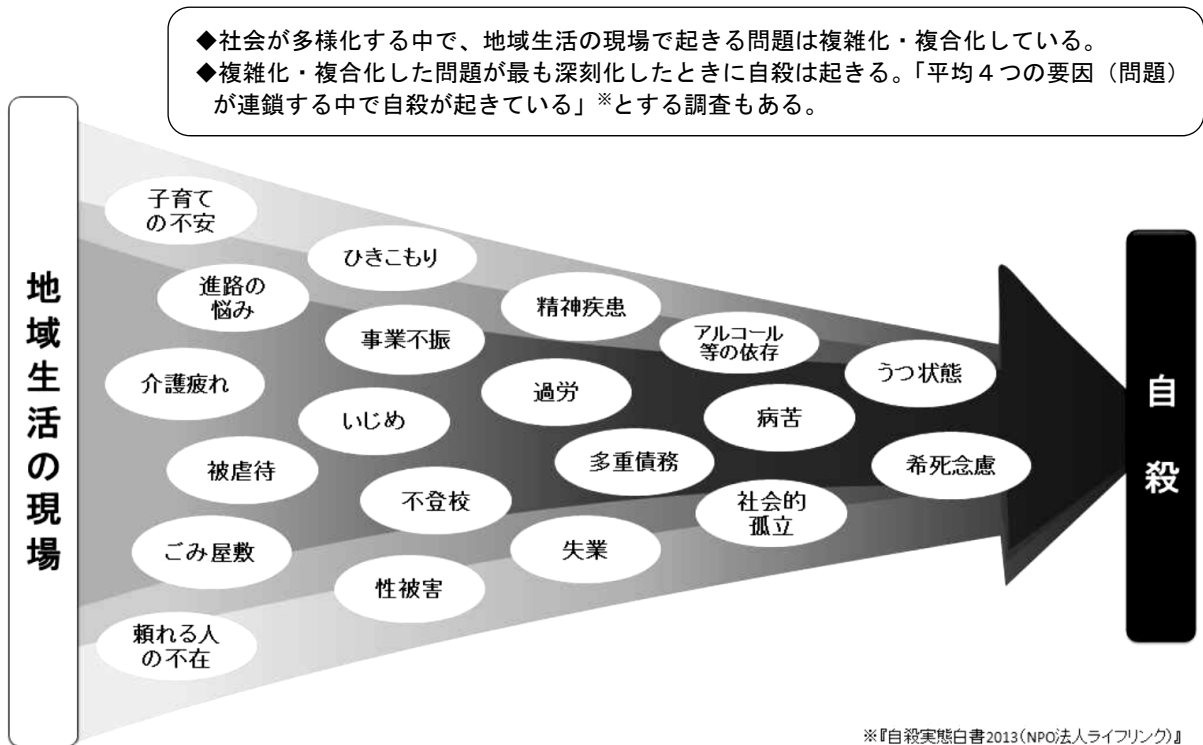 ◆社会が多様化する中で、地域生活の現場で起きる問題は複雑化・複合化している。
◆複雑化・複合化した問題が最も深刻化したときに自殺は起きる。「平均４つの要因（問題）
が連鎖する中で自殺が起きている」※とする調査もある。
地域生活の現場
子育て
の不安
進路の
悩み
介護疲れ
被虐待
ごみ屋敷
頼れる人
の不在
ひきこもり
事業不振
いじめ
不登校
性被害
精神疾患
過労
多重債務
失業
アルコール
等の依存
病苦
社会的
孤立
うつ状態
希死念慮
自殺
※『自殺実態白書2013（NPO法人ライフリンク）』